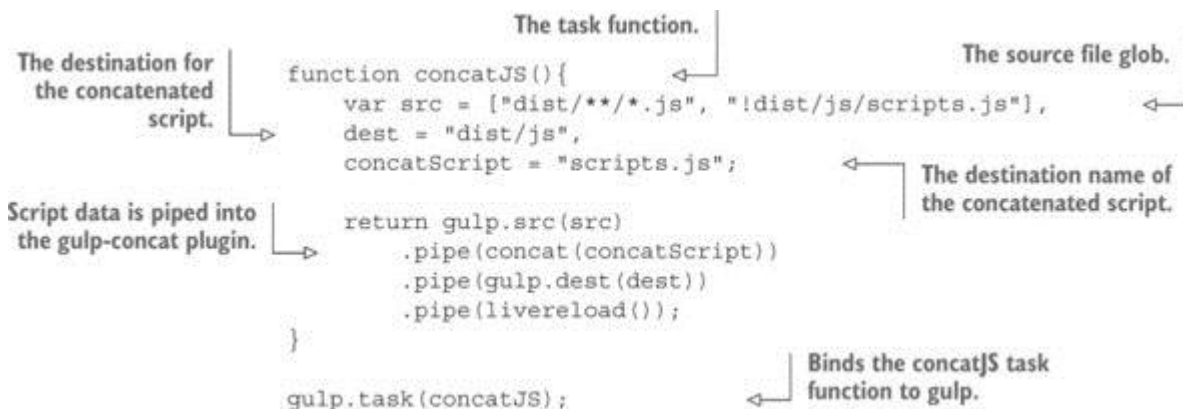 The task function.
The source file glob.
The destination for
the concatenated
script.
function concatJS(){
var src = ["dist/**/*.js", "!dist/js/scripts.js"],
dest = "dist/js",
concatScript = "scripts.js";
The destination name of
the concatenated script.
Script data is piped into
the gulp-concat plugin.
return gulp.src(src)
.pipe(concat(concatScript))
.pipe(gulp.dest(dest))
.pipe(livereload());
}
Binds the concatJS task
function to gulp.
gulp.task(concatJS);